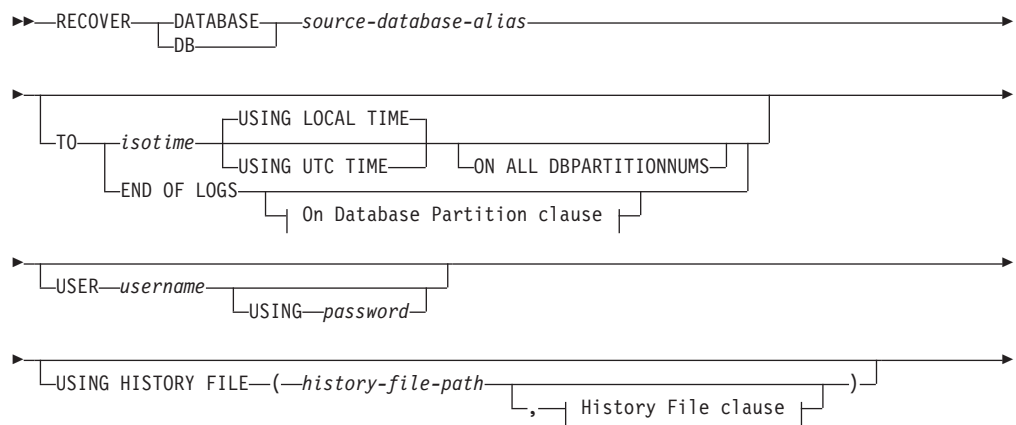 RECOVER DATABASE source-database-alias
DB
USING LOCAL TIME
TO isotime
USING UTC TIME ON ALL DBPARTITIONNUMS
END OF LOGS
On Database Partition clause
USER username
USING password
USING HISTORY FILE ( history-file-path )
, History File clause